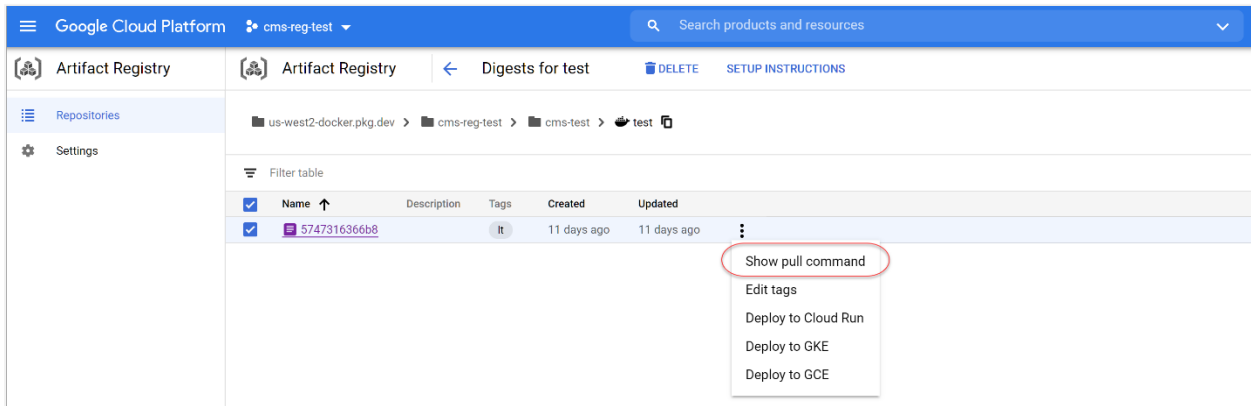 Google Cloud Platform cms-reg-test Search products and resources
Artifact Registry Artifact Registry Digests for test DELETE SETUP INSTRUCTIONS
Repositories
us-west2-docker.pkg.dev cms-reg-test cms-test test
Settings
Filter table
Name Description Tags Created Updated
5747316366b8 lt 11 days ago 11 days ago
Show pull command
Edit tags
Deploy to Cloud Run
Deploy to GKE
Deploy to GCE